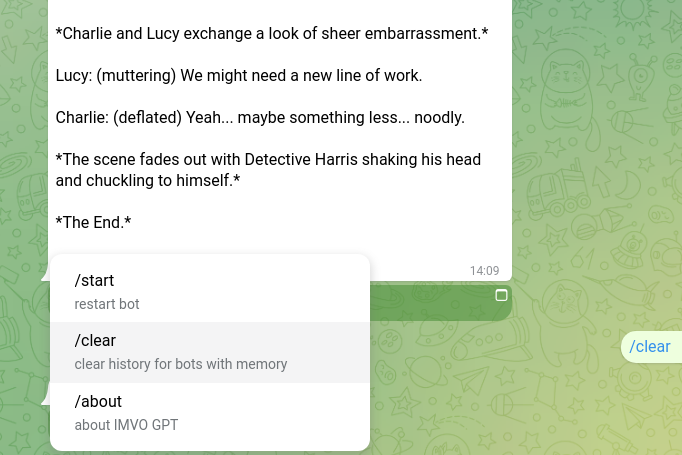 *Charlie and Lucy exchange a look of sheer embarrassment.*
Lucy: (muttering) We might need a new line of work.
Charlie: (deflated) Yeah... maybe something less... noodly.
*The scene fades out with Detective Harris shaking his head
and chuckling to himself.*
*The End.*
14:09
/start
restart bot
/clear
clear history for bots with memory
/about
about IMVO GPT
/clear